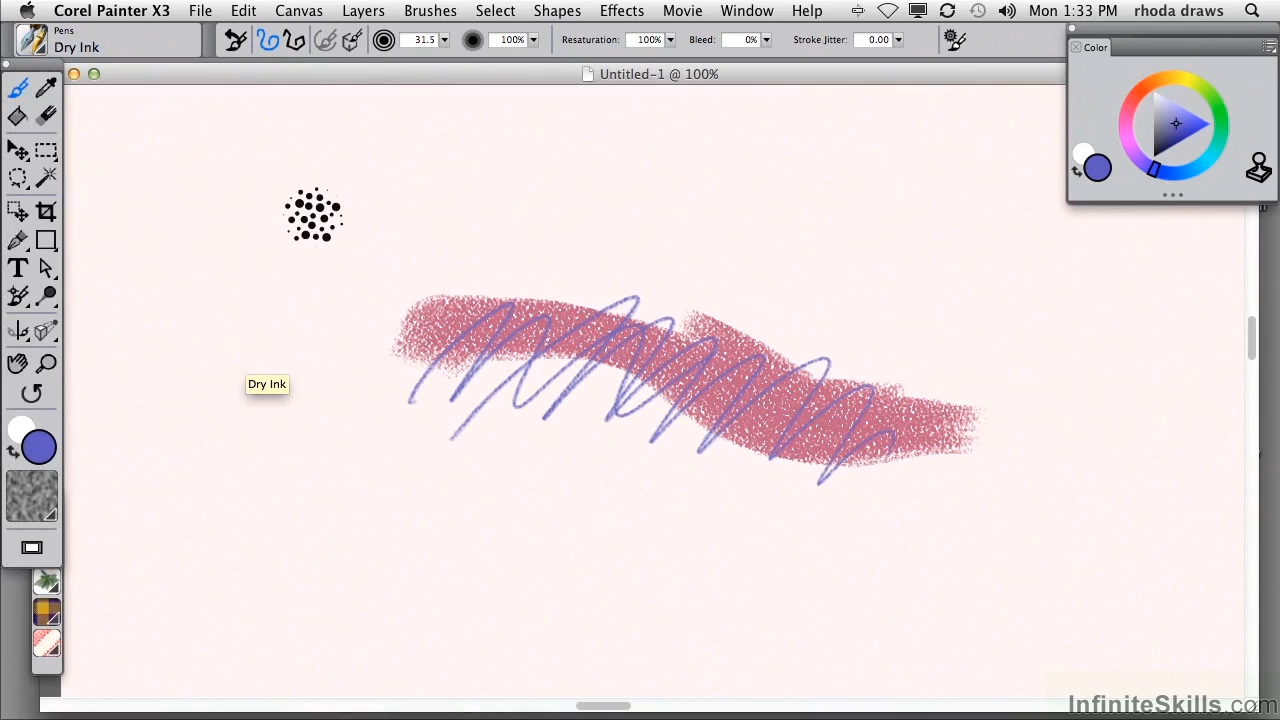 Corel Painter X3 File Edit Canvas Layers Brushes Select Shapes Effects Movie Window Help Mon 1:33 PM rhoda draws
Pens
Dry Ink
31.5 100% Resaturation: 100% Bleed: 0% Stroke Jitter: 0.00
Color
Untitled-1 @ 100%
T
Dry Ink
InfiniteSkills.com